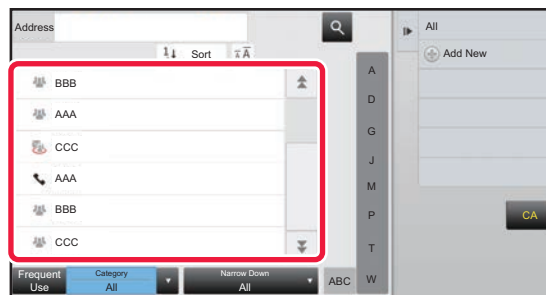 Address
All
Sort
Add New
BBB
AAA
CCC
AAA
BBB
CCC
A
D
G
J
M
P
T
W
CA
Frequent
Use
Category
All
Narrow Down
All
ABC